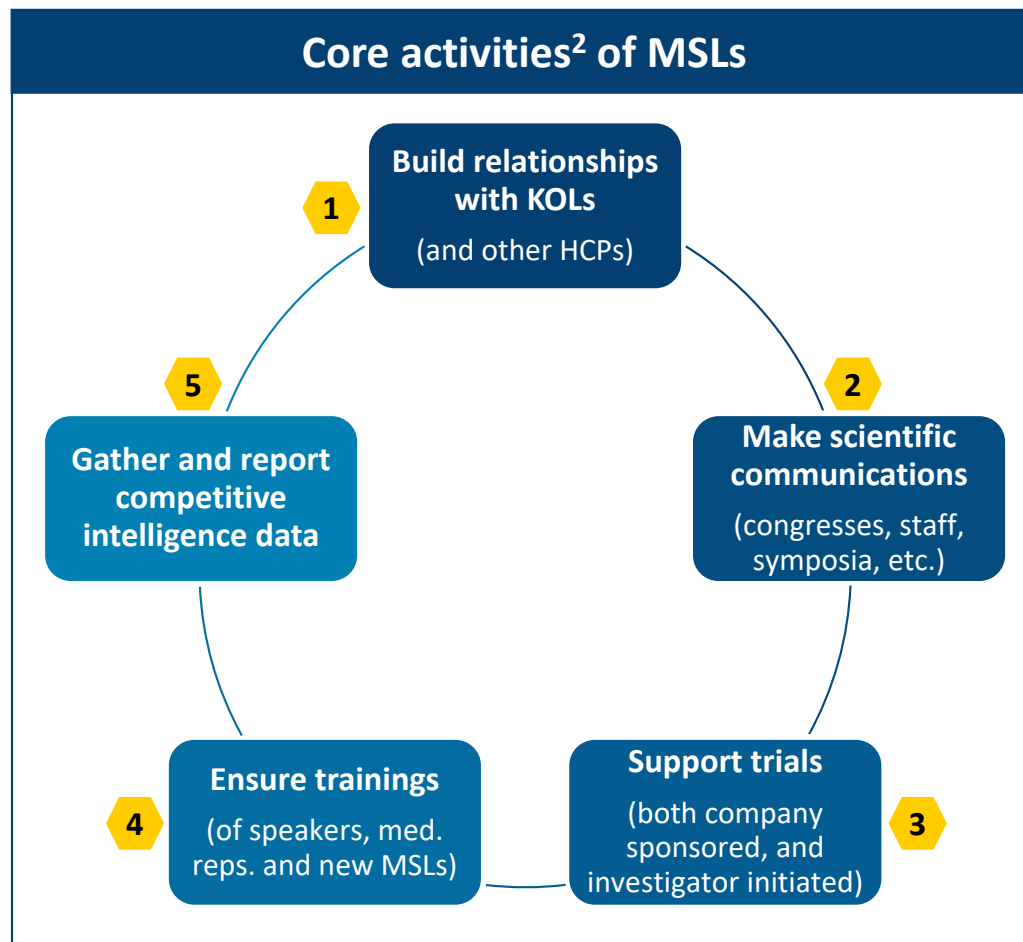 Core activities² of MSLs
1
Build relationships
with KOLs
(and other HCPs)
2
Make scientific
communications
(congresses, staff,
symposia, etc.)
3
Support trials
(both company
sponsored, and
investigator initiated)
4
Ensure trainings
(of speakers, med.
reps. and new MSLs)
5
Gather and report
competitive
intelligence data